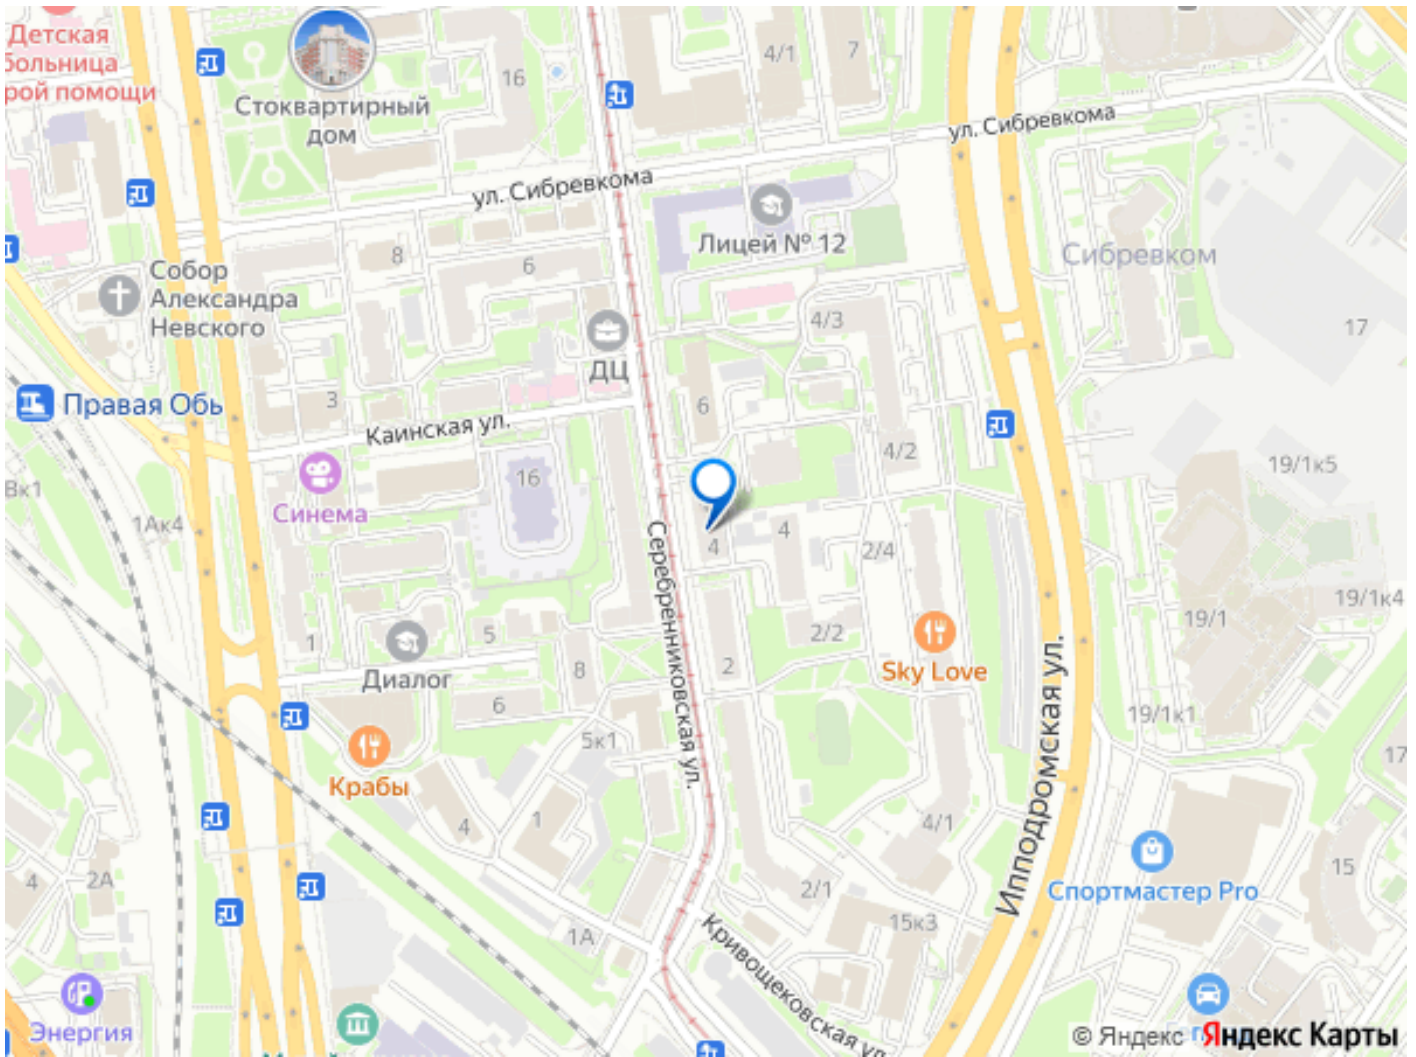 Детская
больница
рой помощи
Стоквартирный
дом
16
4/1
7
ул. Сибревкома
ул. Сибревкома
Лицей № 12
Сибревком
Собор
Александра
Невского
8
6
4/3
17
ДЦ
Правая Обь
3
Каинская ул.
6
4/2
19/1к5
Вк1
Синема
16
1Ак4
4
4
2/4
Серебренниковская ул.
19/1к4
19/1
1
5
Диалог
8
2/2
2
Sky Love
6
5к1
19/1к1
17
Крабы
4
1
4/1
Ипподромская ул.
4
2А
Спортмастер Pro
15
2/1
15к3
1А
Кривощековская ул.
Энергия
© Яндекс
Яндекс Карты